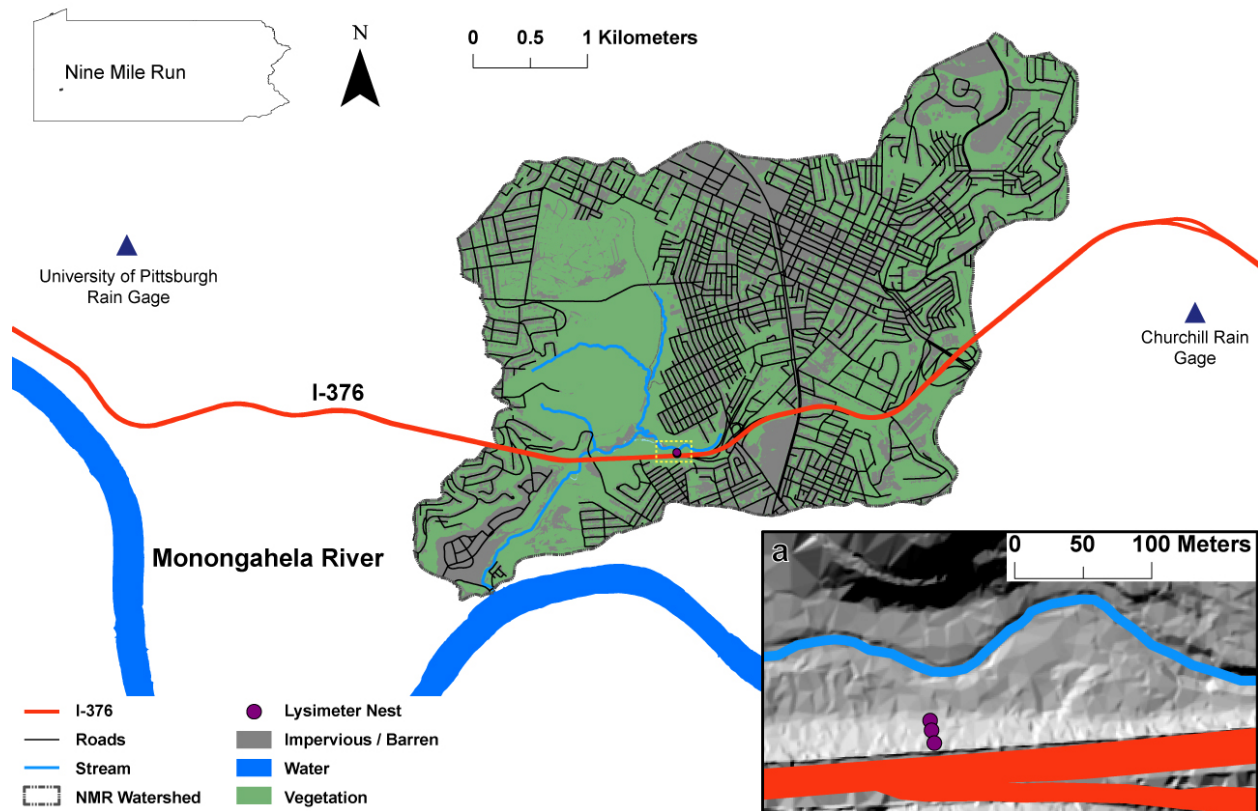 Nine Mile Run
N
0 0.5 1 Kilometers
University of Pittsburgh
Rain Gage
Churchill Rain
Gage
I-376
Monongahela River
a
0 50 100 Meters
I-376
Roads
Stream
NMR Watershed
Lysimeter Nest
Impervious / Barren
Water
Vegetation